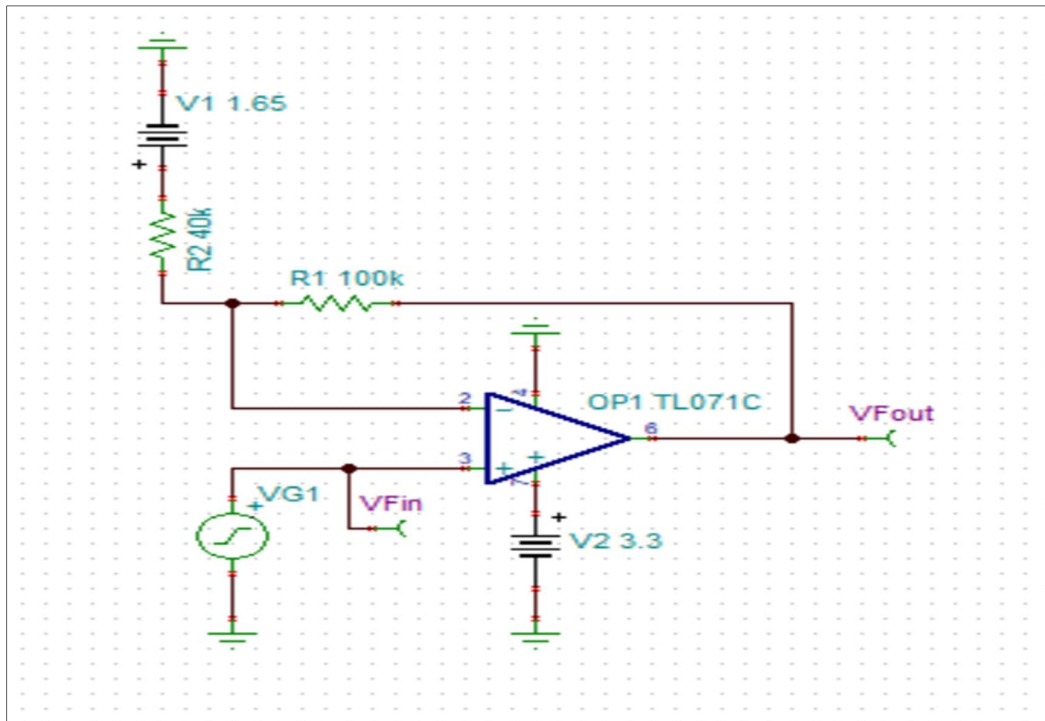 V1 1.65
+
R2 40k
R1 100k
4
2
OP1 TL071C
VFout
6
3
VG1
+
VFin
7
+
V2 3.3